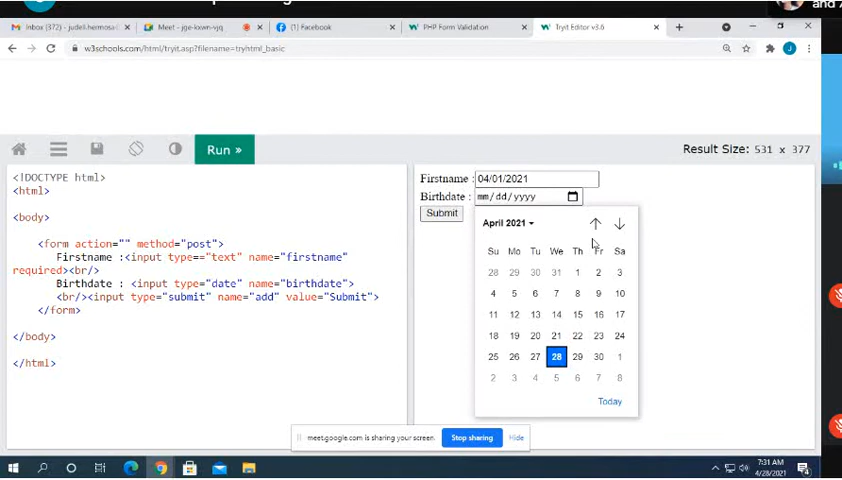 and A
Inbox (372) - judell.hermosa
Meet - jge-kxwn-vjq
Facebook
PHP Form Validation
Tryit Editor v3.6
w3schools.com/html/tryit.asp?filename=tryhtml_basic
J
Run »
Result Size: 531 x 377
<!DOCTYPE html>
<html>
<body>
<form action="" method="post">
Firstname :<input type=="text" name="firstname"
required><br/>
Birthdate : <input type="date" name="birthdate">
<br/><input type="submit" name="add" value="Submit">
</form>
</body>
</html>
Firstname : 04/01/2021
Birthdate : mm/dd/yyyy
Submit
April 2021
Su Mo Tu We Th Fr Sa
28 29 30 31 1 2 3
4 5 6 7 8 9 10
11 12 13 14 15 16 17
18 19 20 21 22 23 24
25 26 27 28 29 30 1
2 3 4 5 6 7 8
Today
meet.google.com is sharing your screen.
Stop sharing
Hide
7:31 AM
4/28/2021